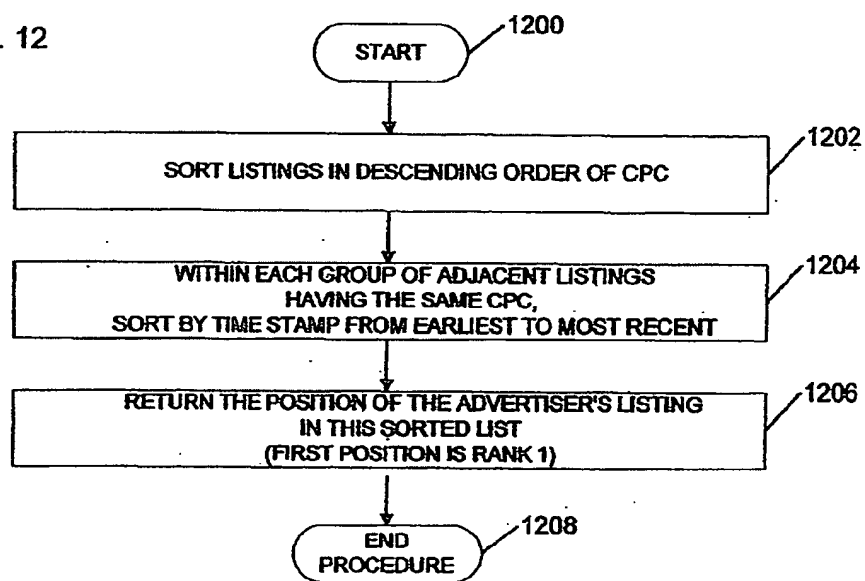 . 12
START
1200
SORT LISTINGS IN DESCENDING ORDER OF CPC
1202
WITHIN EACH GROUP OF ADJACENT LISTINGS
HAVING THE SAME CPC,
SORT BY TIME STAMP FROM EARLIEST TO MOST RECENT
1204
RETURN THE POSITION OF THE ADVERTISER'S LISTING
IN THIS SORTED LIST
(FIRST POSITION IS RANK 1)
1206
END
PROCEDURE
1208